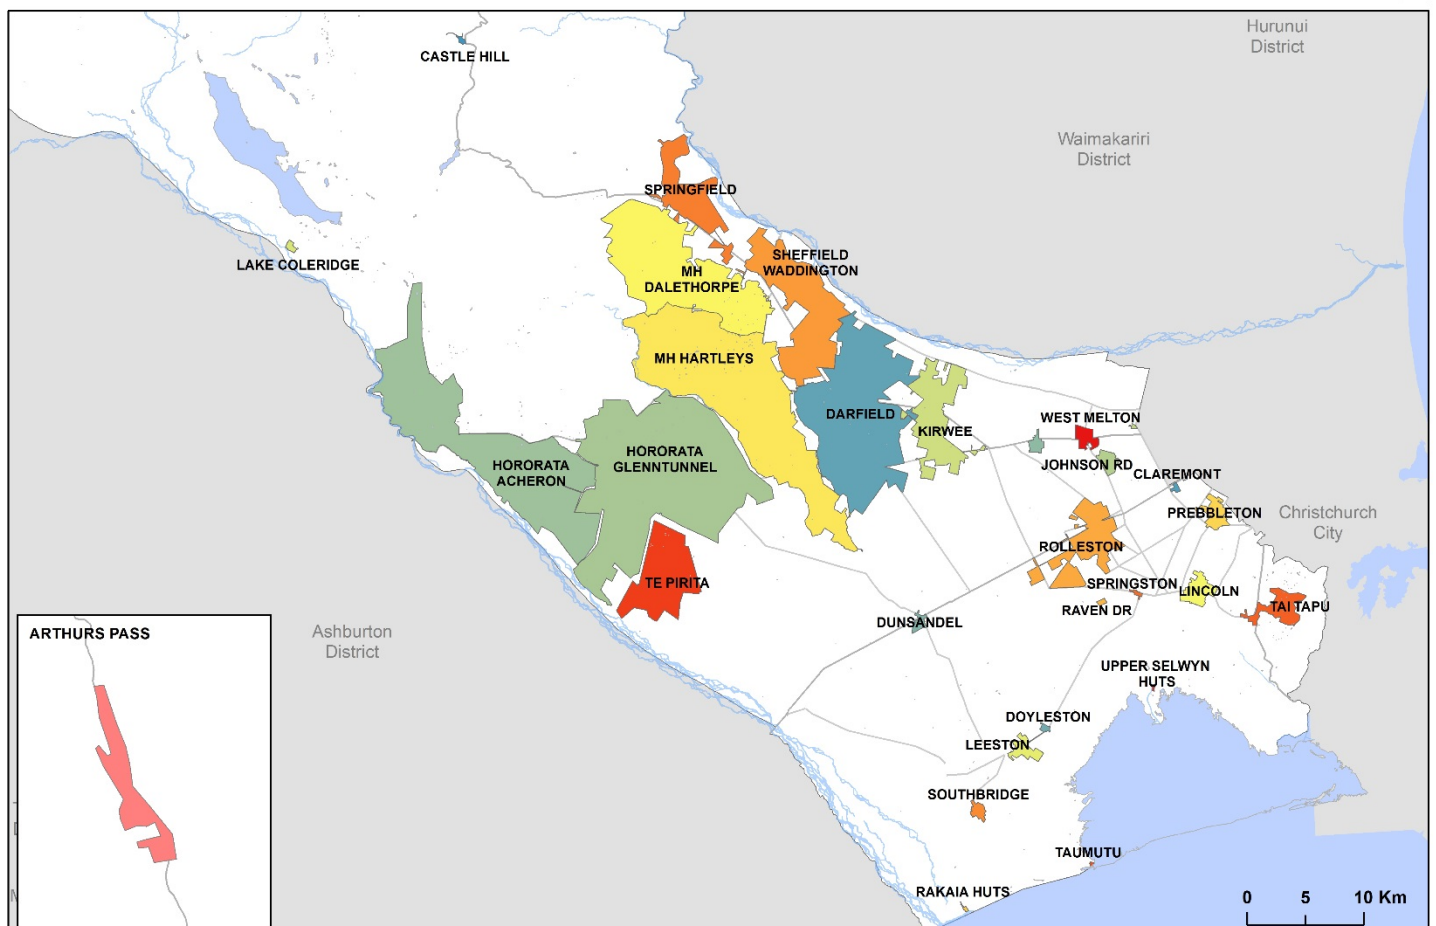 Hurunui
District
CASTLE HILL
Waimakariri
District
SPRINGFIELD
SHEFFIELD
WADDINGTON
LAKE COLERIDGE
MH
DALETHORPE
MH HARTLEYS
DARFIELD
WEST MELTON
KIRWEE
HORORATA
GLENNTUNNEL
HORORATA
ACHERON
JOHNSON RD
CLAREMONT
PREBBLETON
Christchurch
City
ROLLESTON
TE PIRITA
SPRINGSTON
LINCOLN
RAVEN DR
TAI TAPU
DUNSANDEL
ARTHURS PASS
Ashburton
District
UPPER SELWYN
HUTS
DOYLESTON
LEESTON
SOUTHBRIDGE
TAUMUTU
RAKAIA HUTS
0 5 10 Km